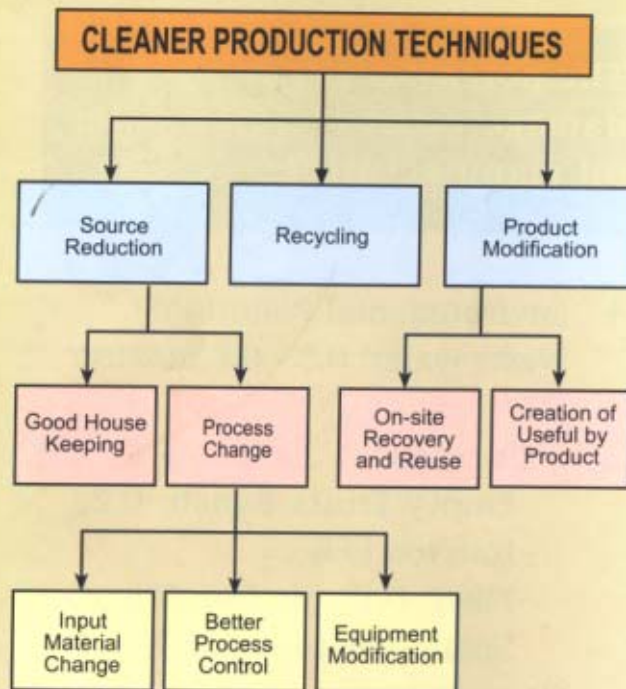 CLEANER PRODUCTION TECHNIQUES
Source
Reduction
Recycling
Product
Modification
Good House
Keeping
Process
Change
On-site
Recovery
and Reuse
Creation of
Useful by
Product
Input
Material
Change
Better
Process
Control
Equipment
Modification